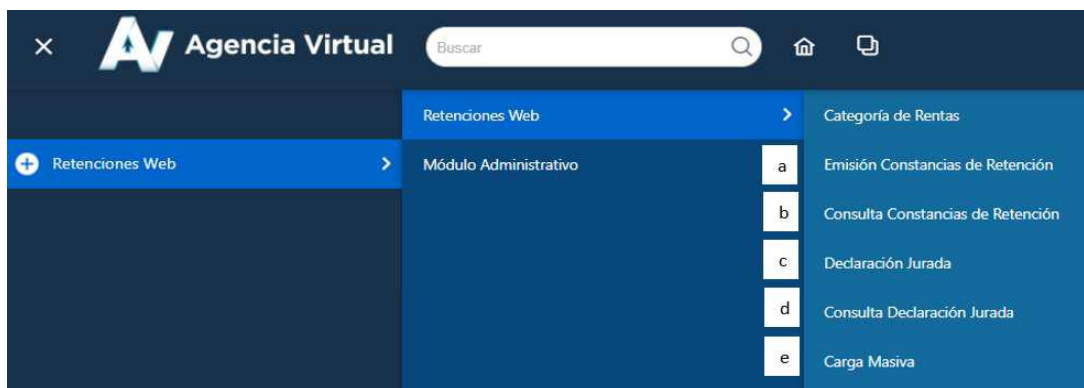 Agencia Virtual
Buscar
Retenciones Web
Retenciones Web
Módulo Administrativo
a
b
c
d
e
Categoría de Rentas
Emisión Constancias de Retención
Consulta Constancias de Retención
Declaración Jurada
Consulta Declaración Jurada
Carga Masiva